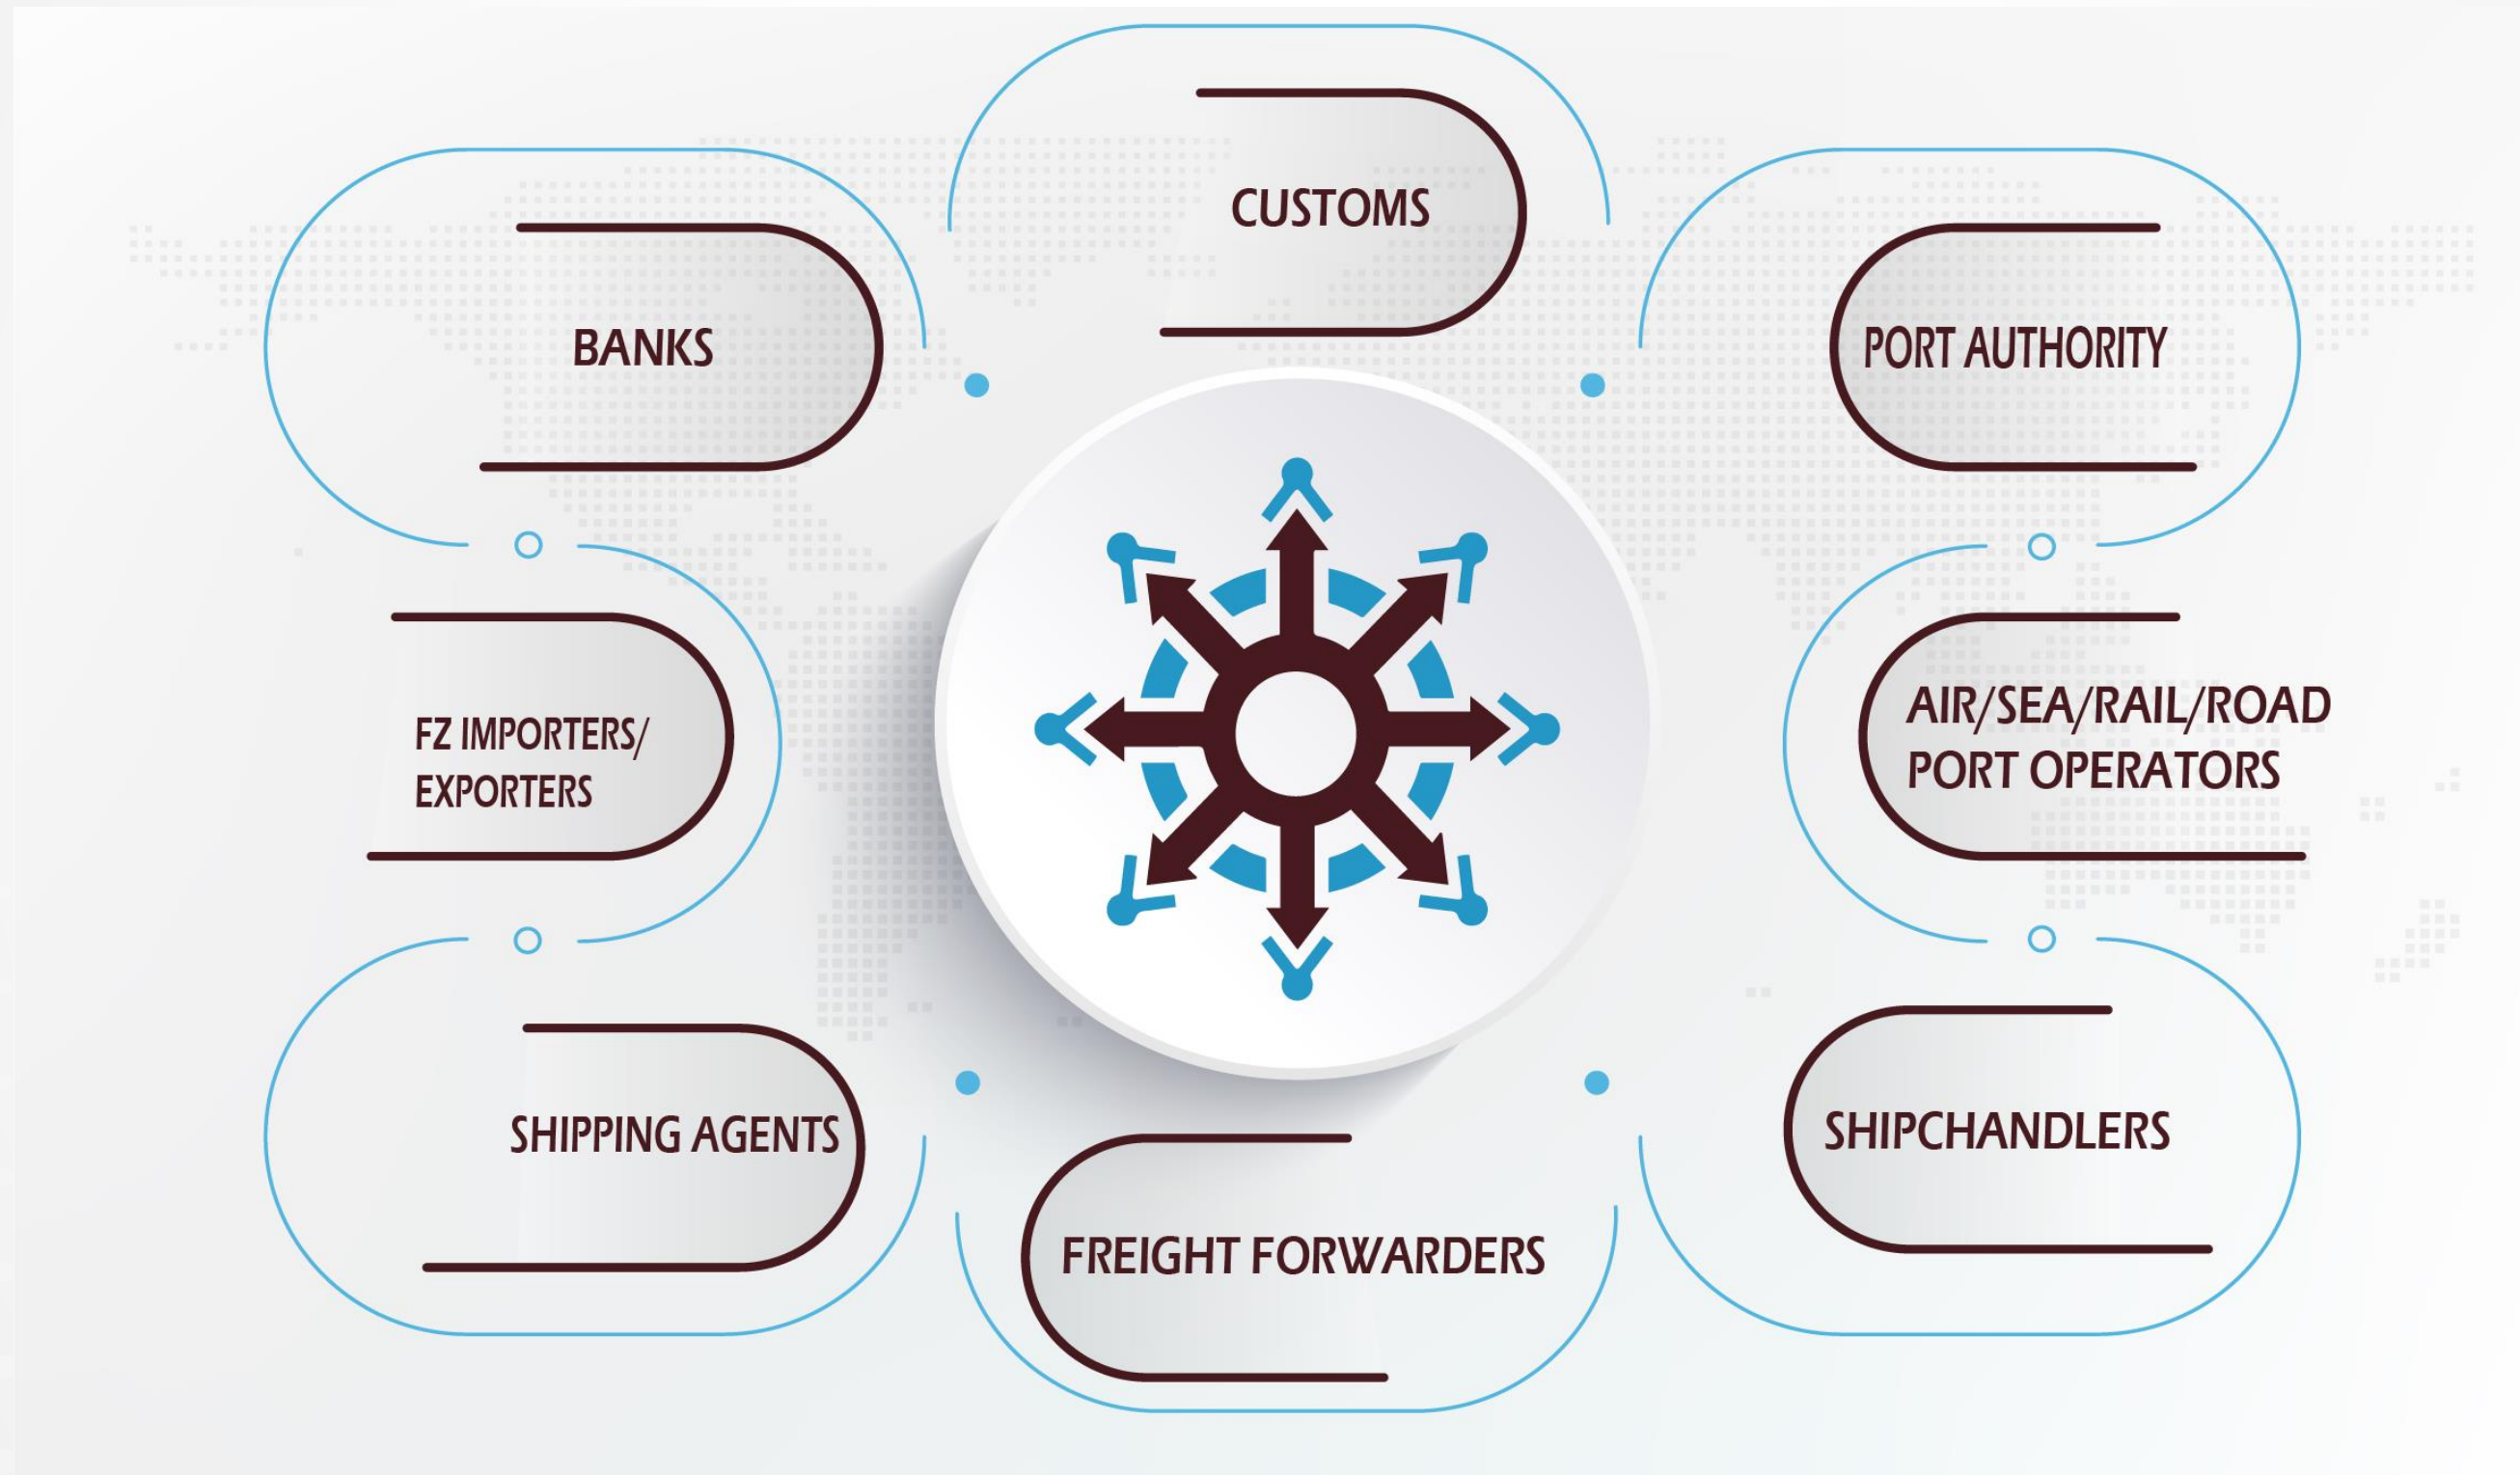 CUSTOMS
BANKS
PORT AUTHORITY
FZ IMPORTERS/
EXPORTERS
AIR/SEA/RAIL/ROAD
PORT OPERATORS
SHIPPING AGENTS
SHIPCHANDLERS
FREIGHT FORWARDERS